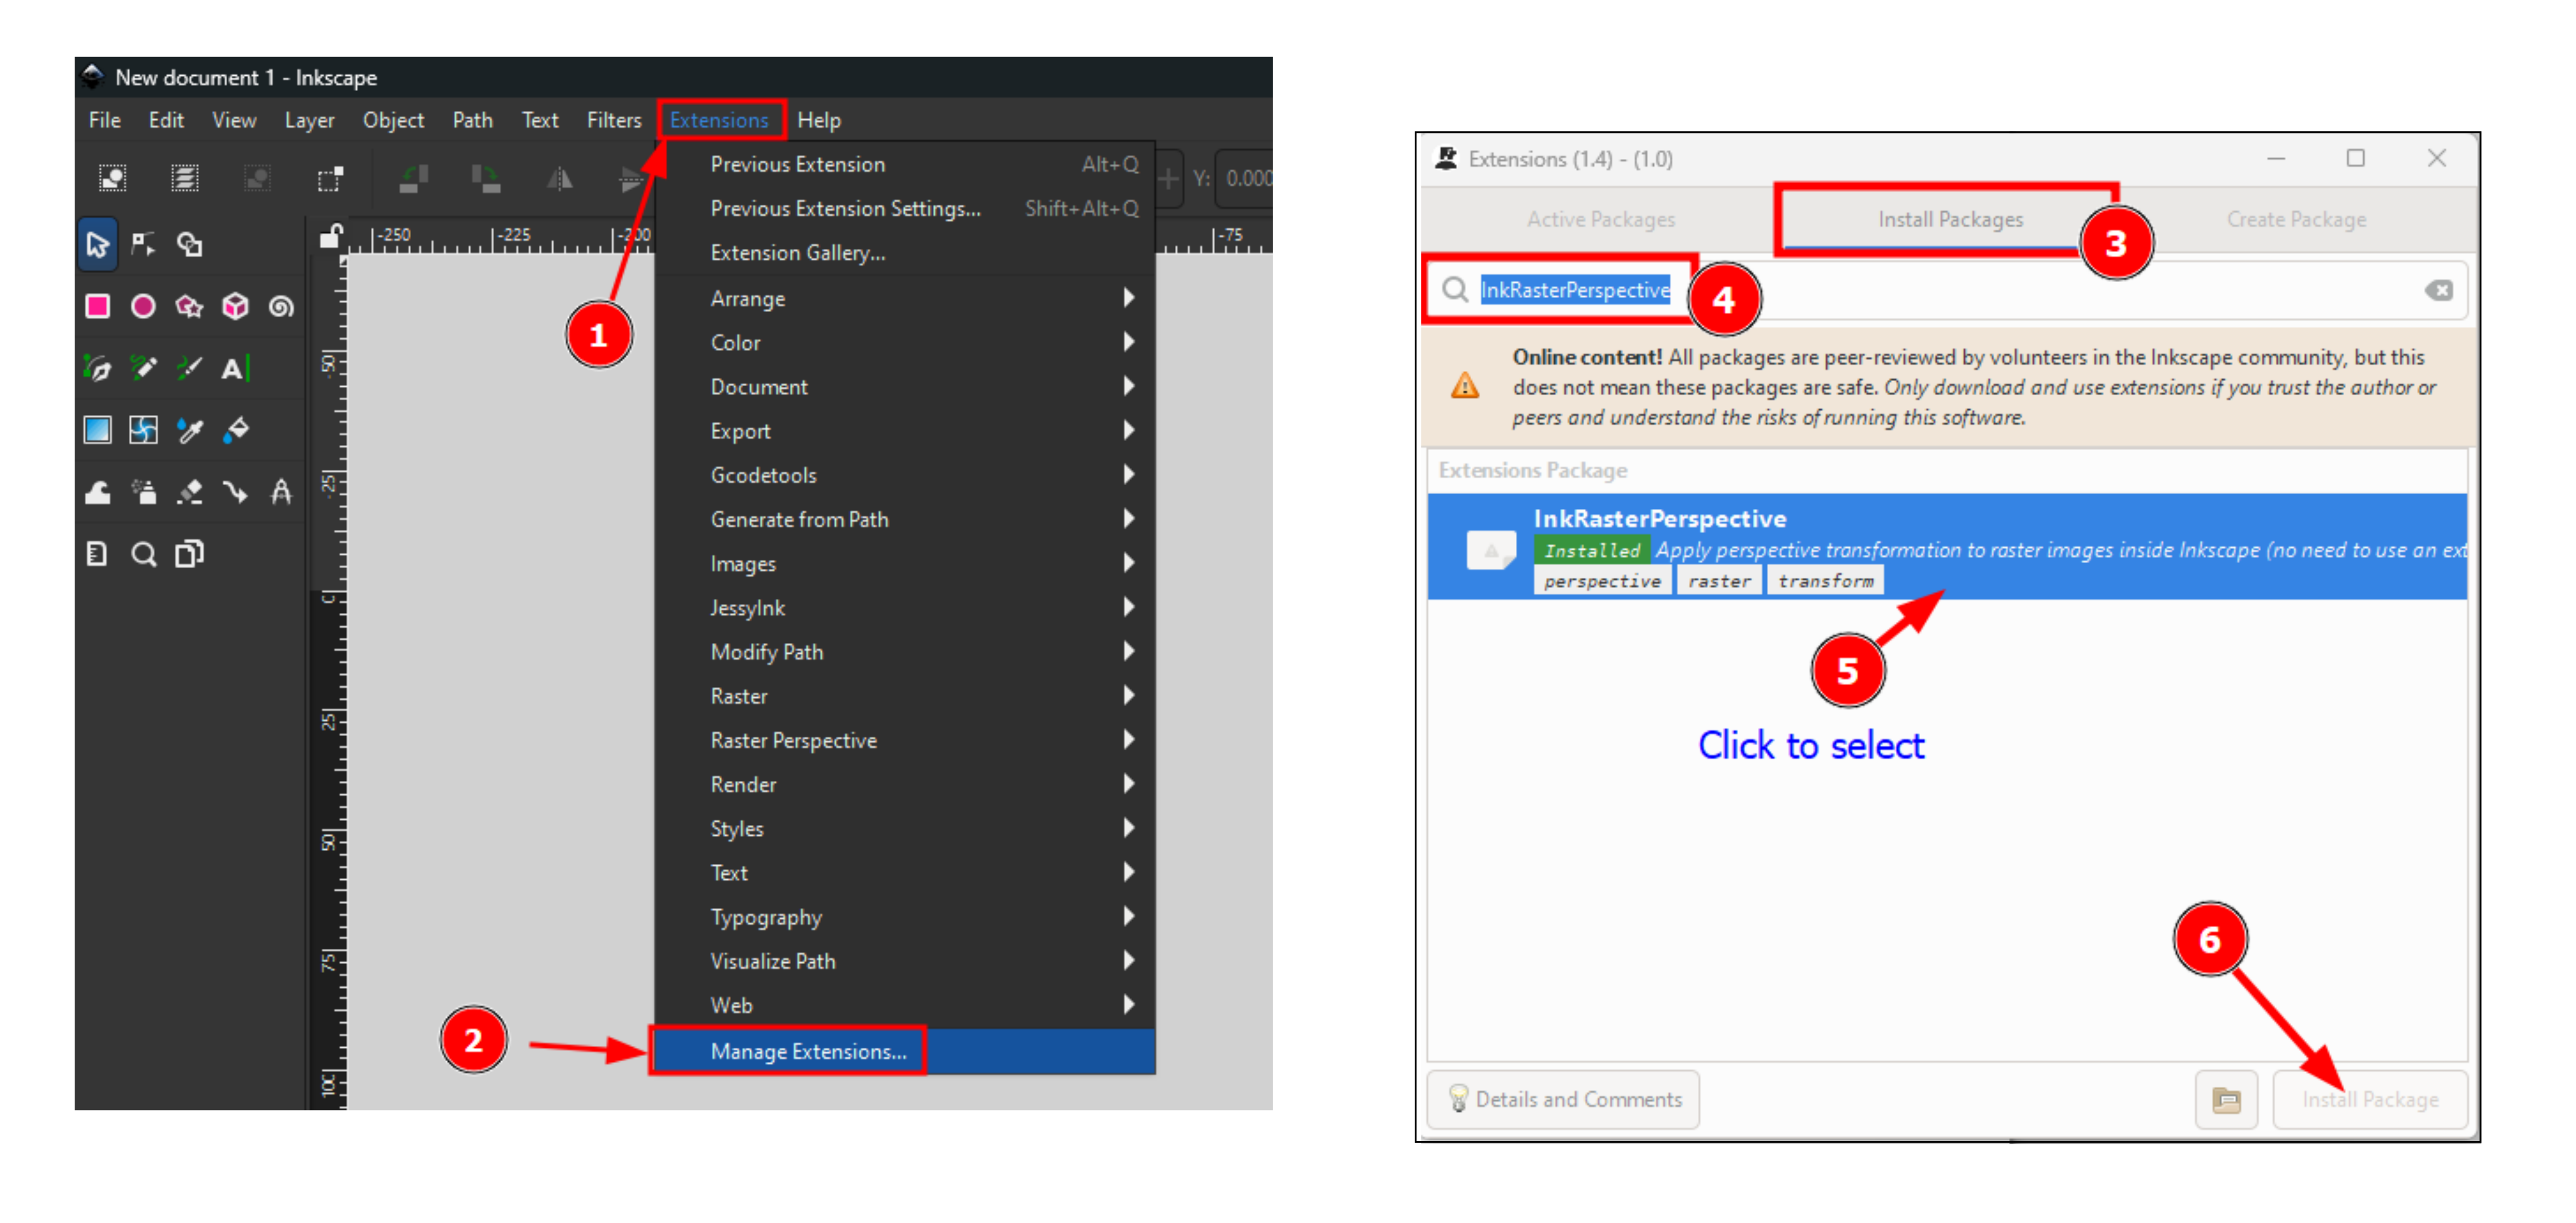 New document 1 - Inkscape
File Edit View Layer Object Path Text Filters Extensions Help
Previous Extension Alt+Q
Y: 0.000
Previous Extension Settings... Shift+Alt+Q
-250 -225 -200 -75
Extension Gallery...
Arrange
1
Color
-50
Document
Export
Gcodetools
-25
Generate from Path
Images
0
JessyInk
Modify Path
Raster
25
Raster Perspective
Render
Styles
50
Text
Typography
Visualize Path
75
Web
2
Manage Extensions...
100
Extensions (1.4) - (1.0)
Active Packages Install Packages Create Package
3
InkRasterPerspective
4
Online content! All packages are peer-reviewed by volunteers in the Inkscape community, but this
does not mean these packages are safe. Only download and use extensions if you trust the author or
peers and understand the risks of running this software.
Extensions Package
InkRasterPerspective
Installed Apply perspective transformation to raster images inside Inkscape (no need to use an ext
perspective raster transform
5
Click to select
6
Details and Comments
Install Package